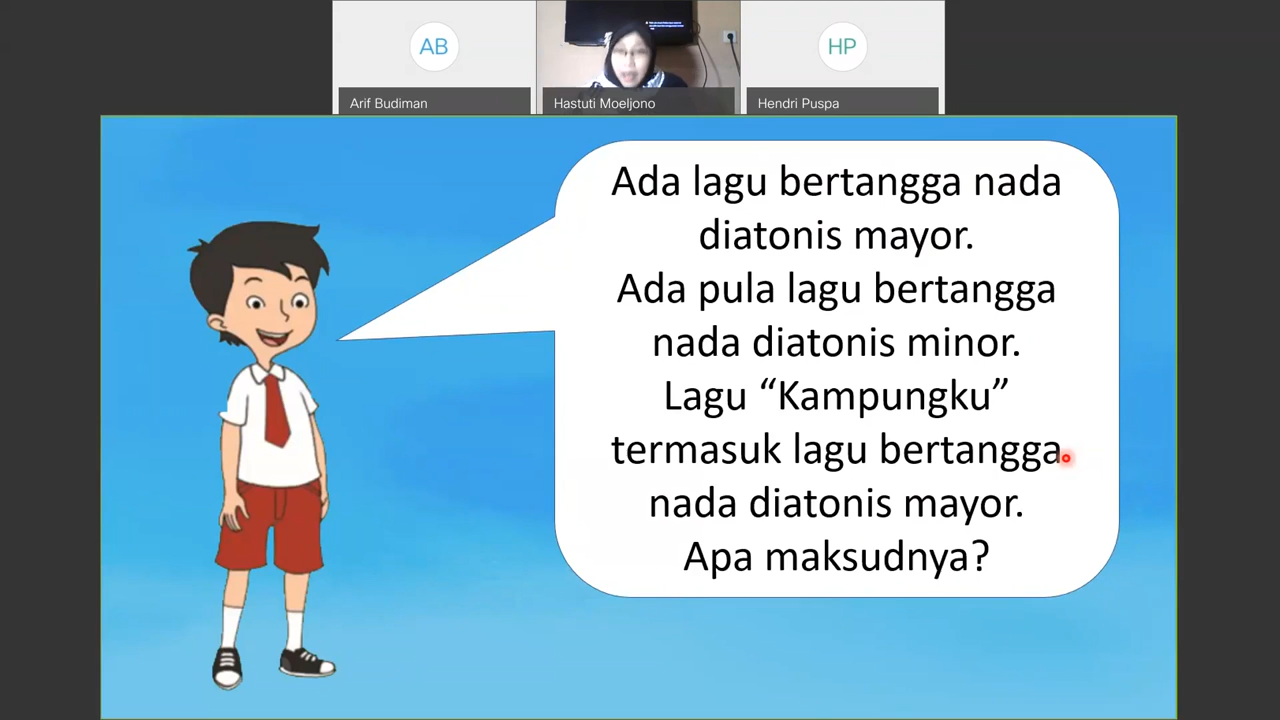 AB
HP
Arif Budiman
Hastuti Moeljono
Hendri Puspa
Ada lagu bertangga nada
diatonis mayor.
Ada pula lagu bertangga
nada diatonis minor.
Lagu “Kampungku”
termasuk lagu bertangga
nada diatonis mayor.
Apa maksudnya?